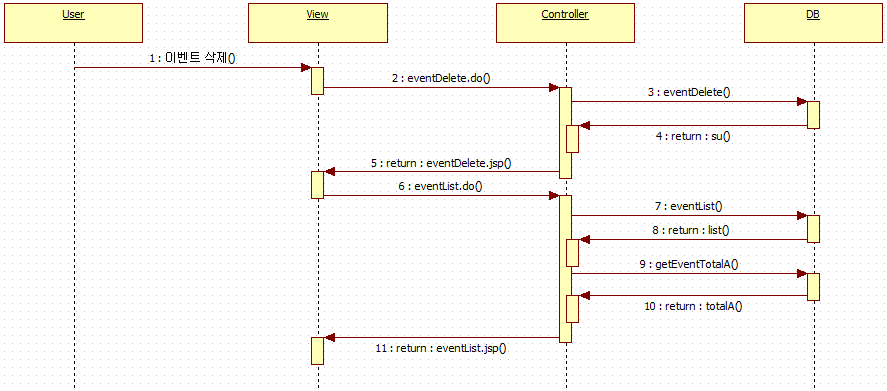 User
View
Controller
DB
1 : 이벤트 삭제()
2 : eventDelete.do()
3 : eventDelete()
4 : return : su()
5 : return : eventDelete.jsp()
6 : eventList.do()
7 : eventList()
8 : return : list()
9 : getEventTotalA()
10 : return : totalA()
11 : return : eventList.jsp()